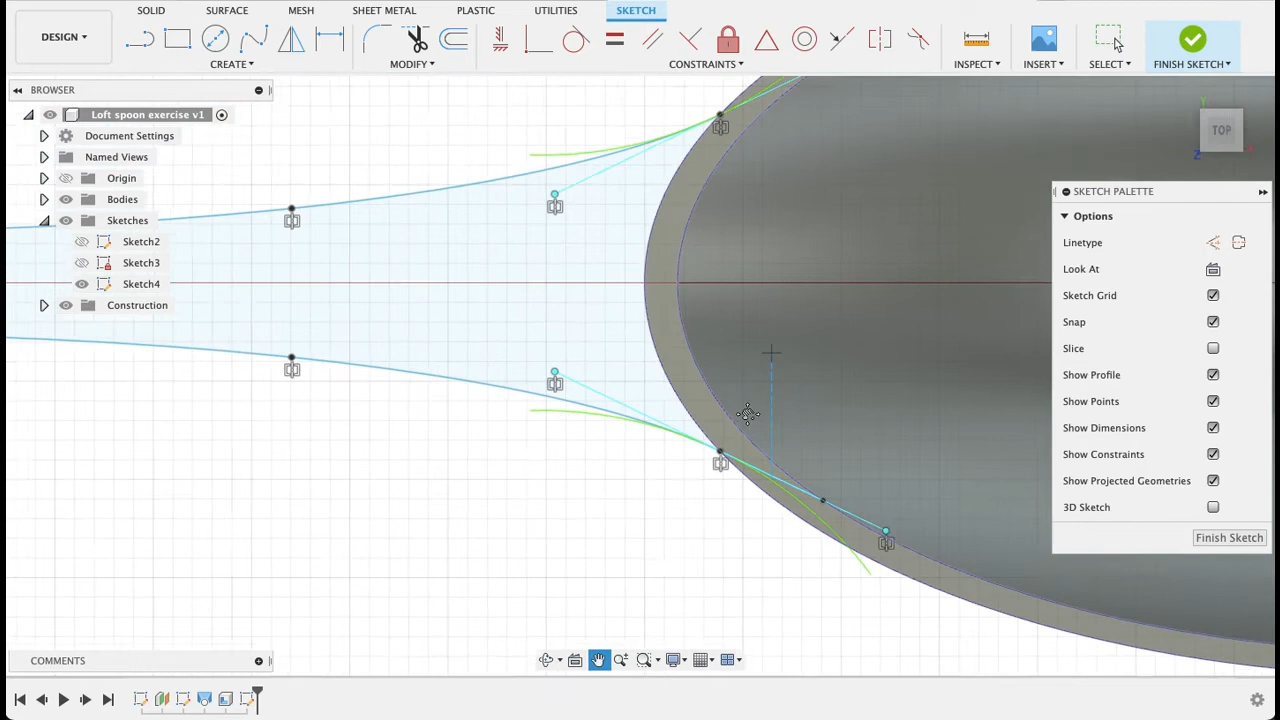 SOLID SURFACE MESH SHEET METAL PLASTIC UTILITIES SKETCH
DESIGN
CREATE MODIFY CONSTRAINTS INSPECT INSERT SELECT FINISH SKETCH
BROWSER
Loft spoon exercise v1
Document Settings
Named Views
Origin
Bodies
Sketches
Sketch2
Sketch3
Sketch4
Construction
TOP
Y
Z
SKETCH PALETTE
Options
Linetype
Look At
Sketch Grid
Snap
Slice
Show Profile
Show Points
Show Dimensions
Show Constraints
Show Projected Geometries
3D Sketch
Finish Sketch
COMMENTS